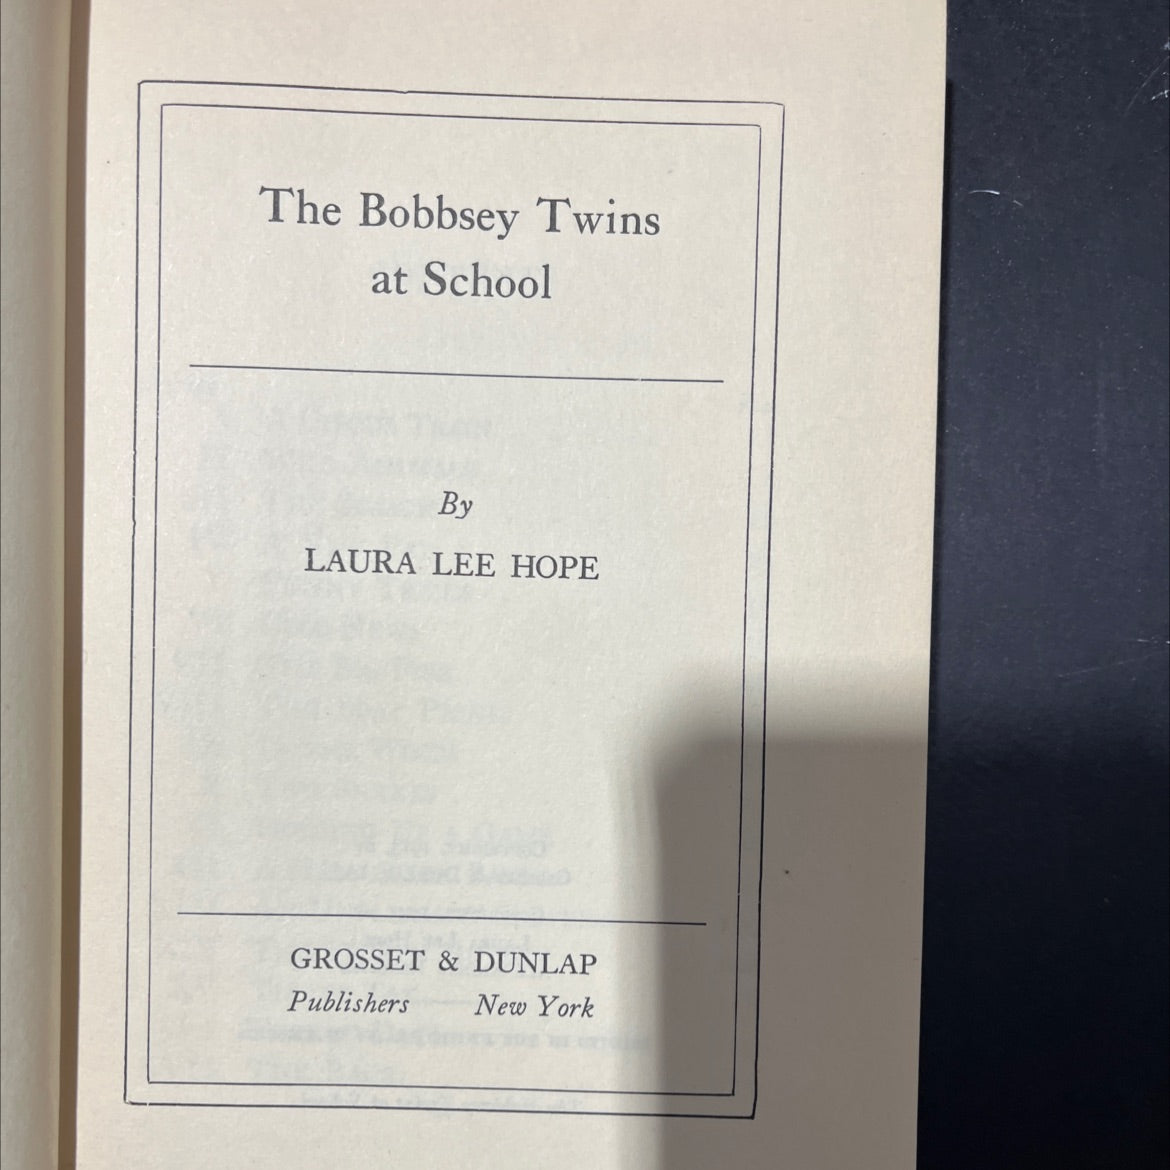 The Bobbsey Twins
at School
By
LAURA LEE HOPE
GROSSET & DUNLAP
Publishers New York